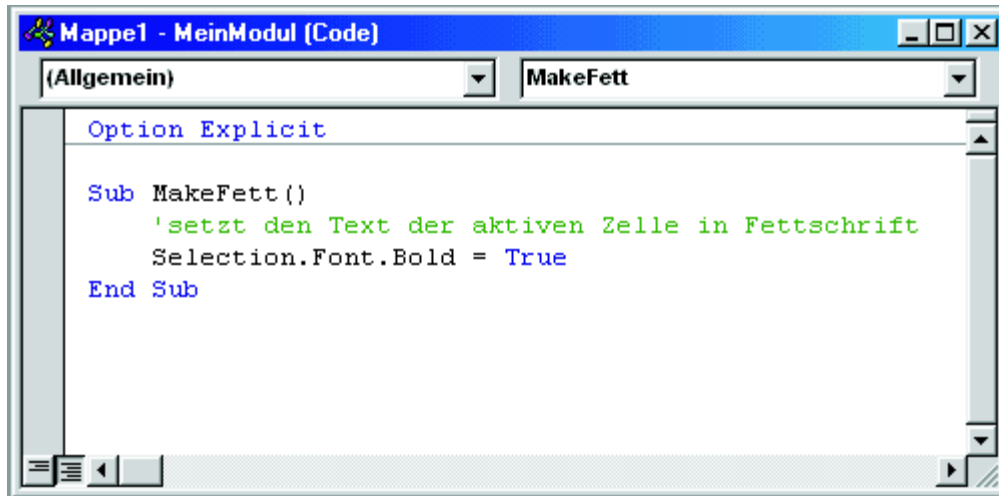 Mappe1 - MeinModul (Code)
(Allgemein)
MakeFett
Option Explicit
Sub MakeFett()
'setzt den Text der aktiven Zelle in Fettschrift
Selection.Font.Bold = True
End Sub